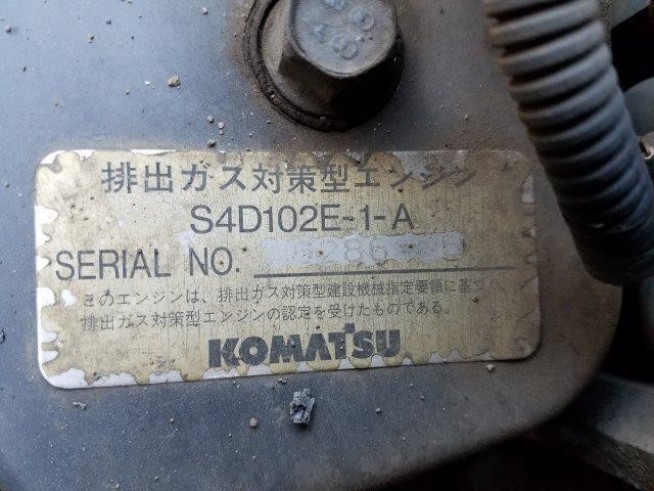 排出ガス対策型エンジン
S4D102E-1-A
SERIAL NO.
このエンジンは、排出ガス対策型建設機械指定要領に基づ
排出ガス対策型エンジンの認定を受けたものである。
KOMATSU